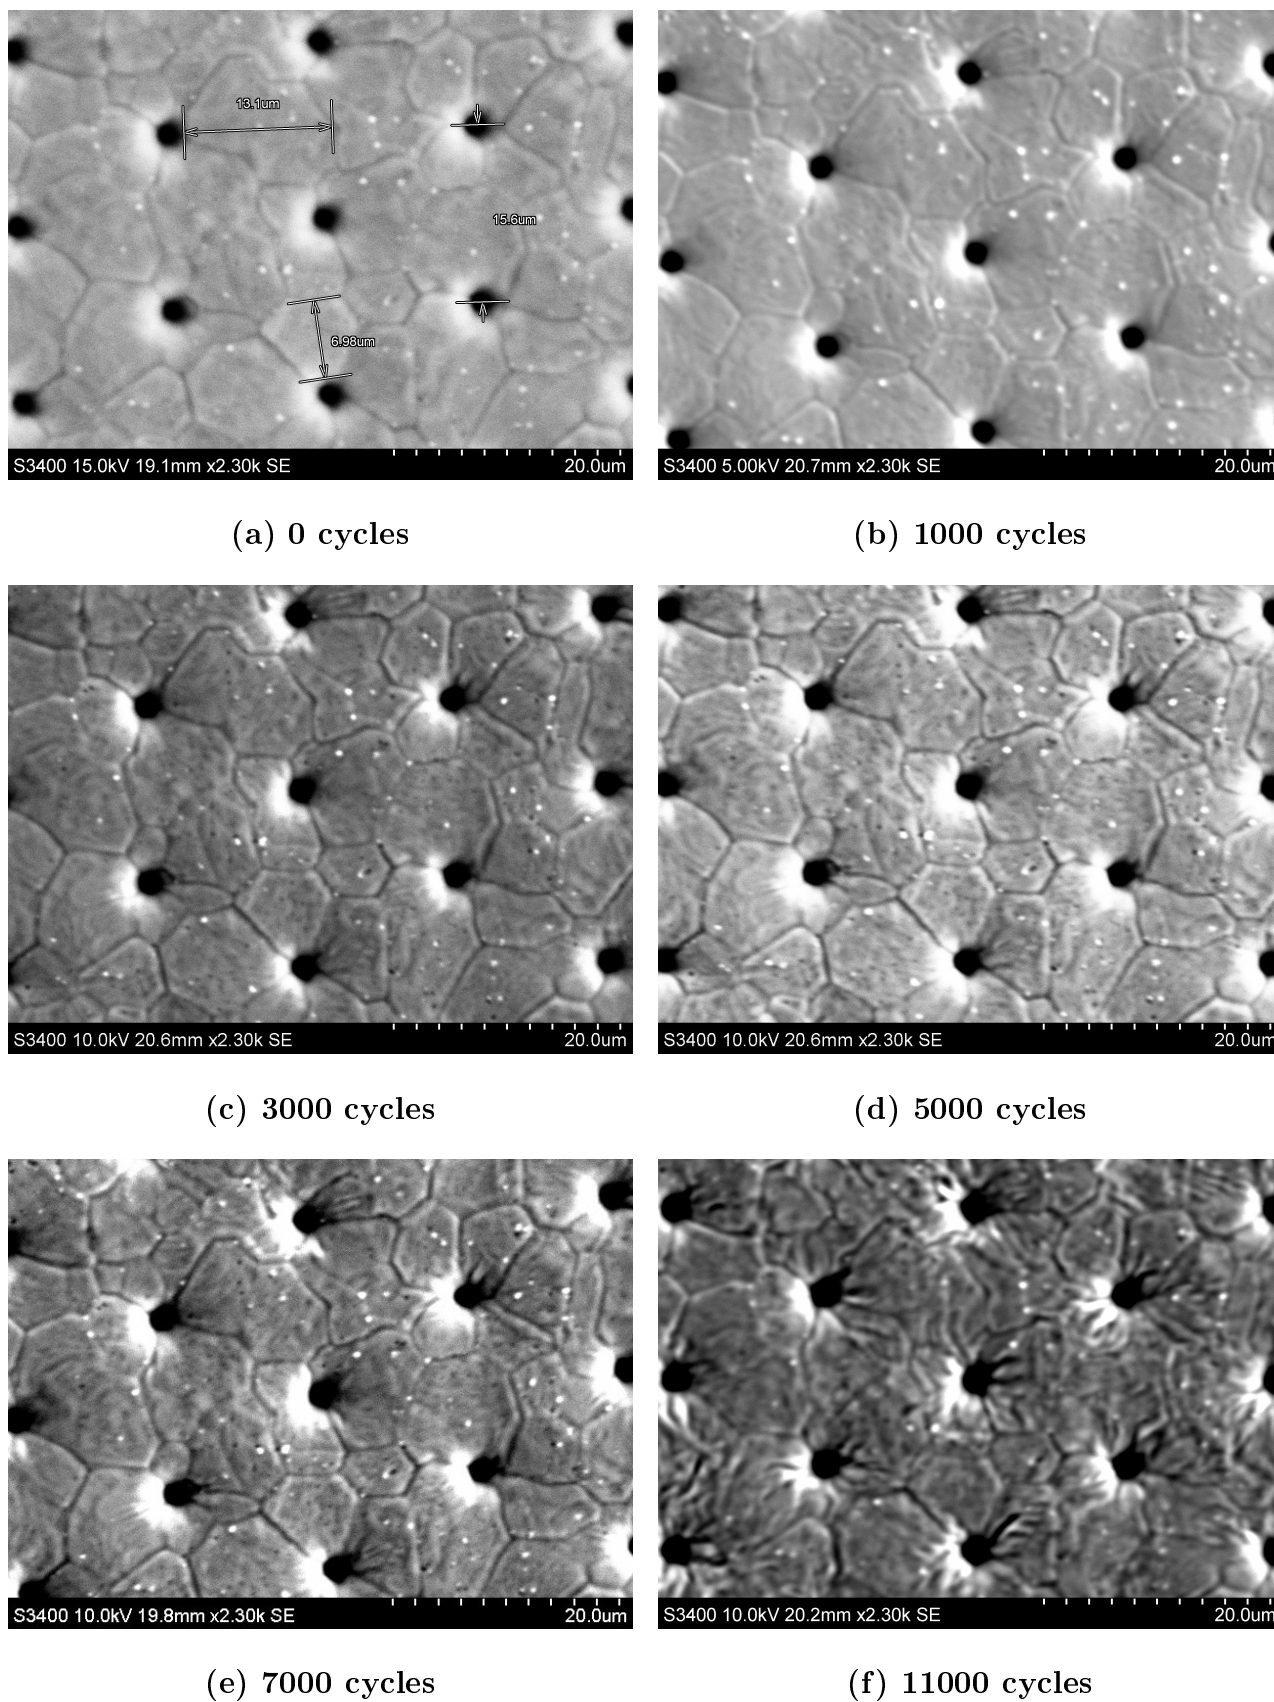 13.1um
15.6um
6.98um
S3400 15.0kV 19.1mm x2.30k SE 20.0um
S3400 5.00kV 20.7mm x2.30k SE 20.0um
(a) 0 cycles
(b) 1000 cycles
S3400 10.0kV 20.6mm x2.30k SE 20.0um
S3400 10.0kV 20.6mm x2.30k SE 20.0um
(c) 3000 cycles
(d) 5000 cycles
S3400 10.0kV 19.8mm x2.30k SE 20.0um
S3400 10.0kV 20.2mm x2.30k SE 20.0um
(e) 7000 cycles
(f) 11000 cycles